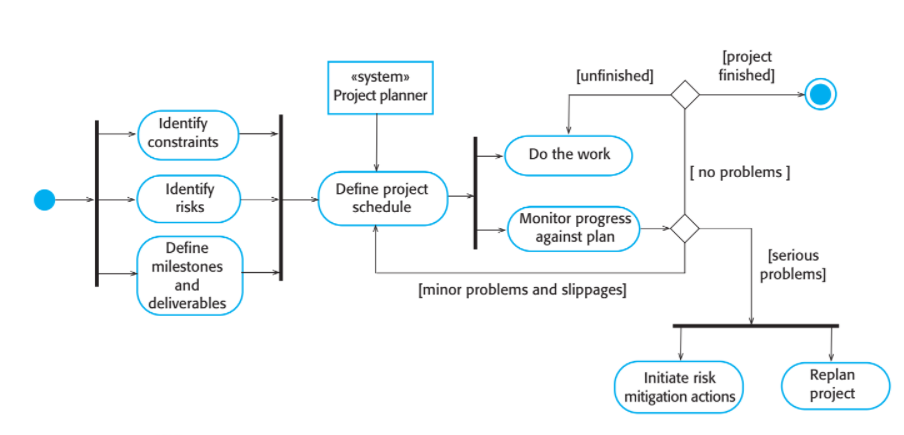 [project
finished]
[unfinished]
«system»
Project planner
Identify
constraints
Do the work
Identify
risks
Define project
schedule
[ no problems ]
Monitor progress
against plan
Define
milestones
and
deliverables
[serious
problems]
[minor problems and slippages]
Initiate risk
mitigation actions
Replan
project